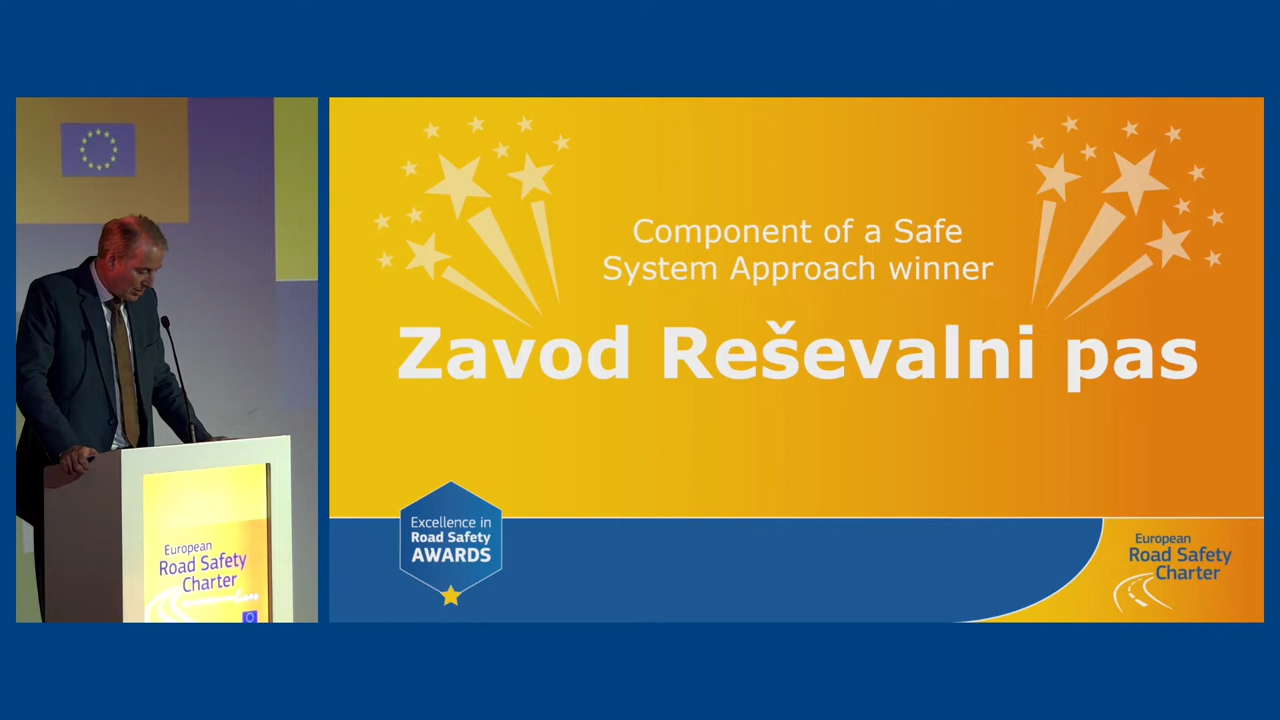 Component of a Safe
System Approach winner
Zavod Reševalni pas
Excellence in
Road Safety
AWARDS
European
Road Safety
Charter
European
Road Safety
Charter